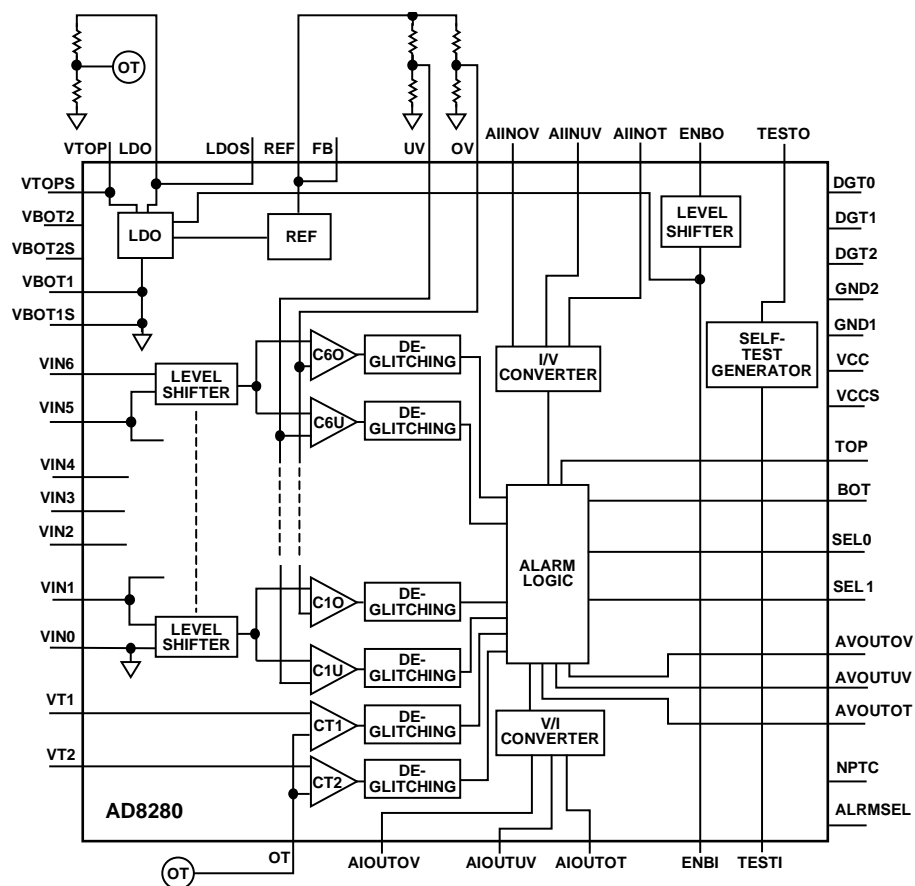 OT
VTOP
LDO
LDOS
REF
FB
UV
OV
AIINOV
AIINUV
AIINOT
ENBO
TESTO
VTOPS
VBOT2
VBOT2S
VBOT1
VBOT1S
VIN6
VIN5
VIN4
VIN3
VIN2
VIN1
VIN0
VT1
VT2
LDO
REF
LEVEL
SHIFTER
LEVEL
SHIFTER
C6O
DE-
GLITCHING
C6U
DE-
GLITCHING
I/V
CONVERTER
SELF-
TEST
GENERATOR
ALARM
LOGIC
LEVEL
SHIFTER
C1O
DE-
GLITCHING
C1U
DE-
GLITCHING
CT1
DE-
GLITCHING
CT2
DE-
GLITCHING
V/I
CONVERTER
DGT0
DGT1
DGT2
GND2
GND1
VCC
VCCS
TOP
BOT
SEL0
SEL1
AVOUTOV
AVOUTUV
AVOUTOT
NPTC
ALRMSEL
AD8280
OT
OT
AIOUTOV
AIOUTUV
AIOUTOT
ENBI
TESTI